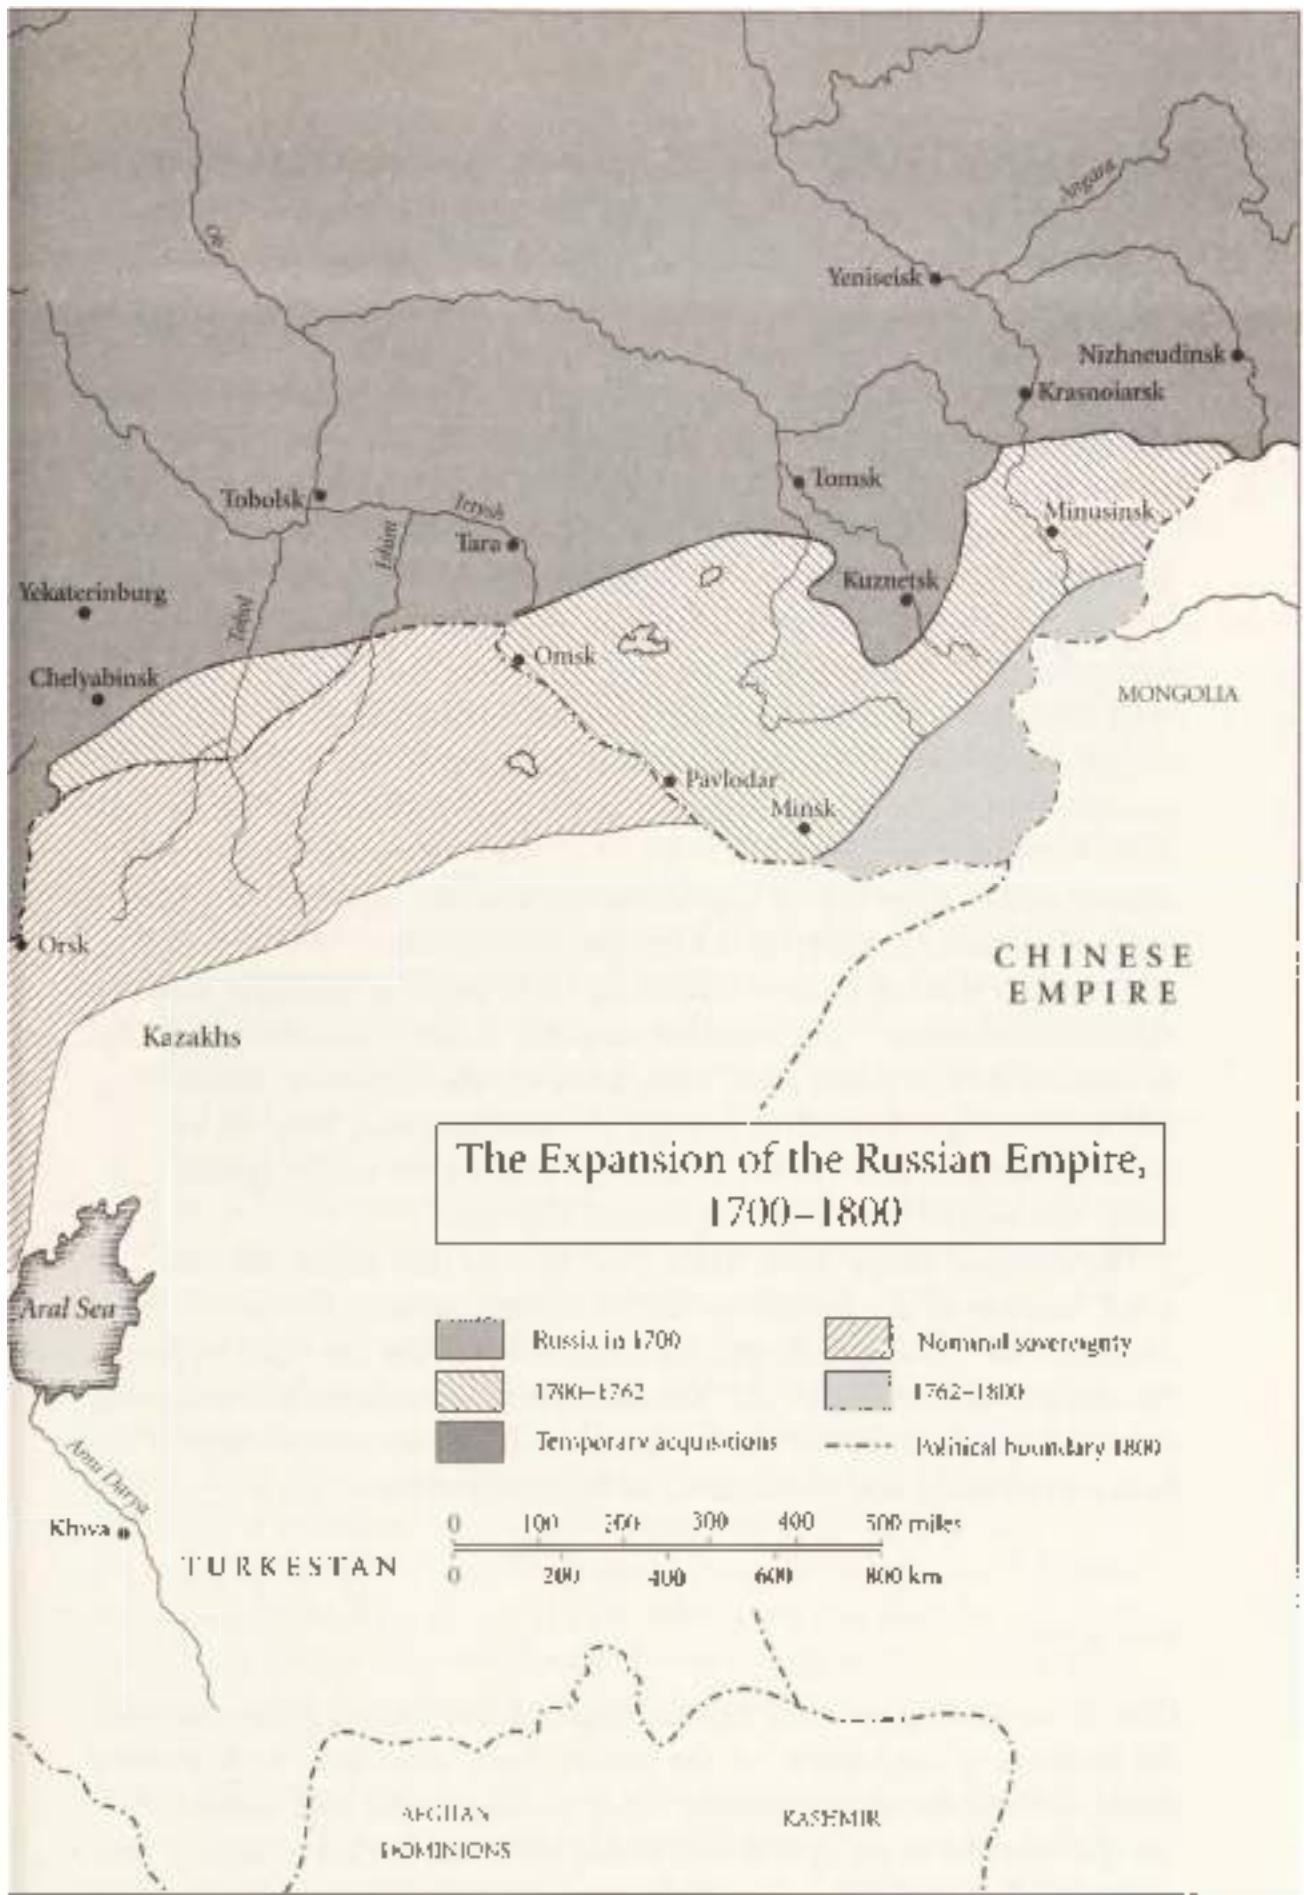 Ob
Angara
Yeniseisk
Nizhneudinsk
Krasnoiarsk
Tobolsk
Irtysh
Tomsk
Ishim
Tara
Minusinsk
Yekaterinburg
Tobol
Kuznetsk
Omsk
Chelyabinsk
MONGOLIA
Pavlodar
Minsk
Orsk
CHINESE
EMPIRE
Kazakhs
The Expansion of the Russian Empire,
1700–1800
Aral Sea
Russia in 1700
Nominal sovereignty
1700–1762
1762–1800
Temporary acquisitions
Political boundary 1800
Amu Darya
Khiva
0 100 200 300 400 500 miles
TURKESTAN
0 200 400 600 800 km
AFGHAN
DOMINIONS
KASHMIR